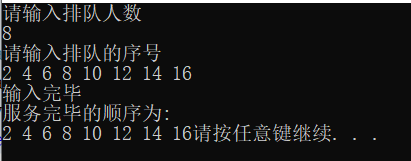 请输入排队人数
8
请输入排队的序号
2 4 6 8 10 12 14 16
输入完毕
服务完毕的顺序为:
2 4 6 8 10 12 14 16请按任意键继续. . .